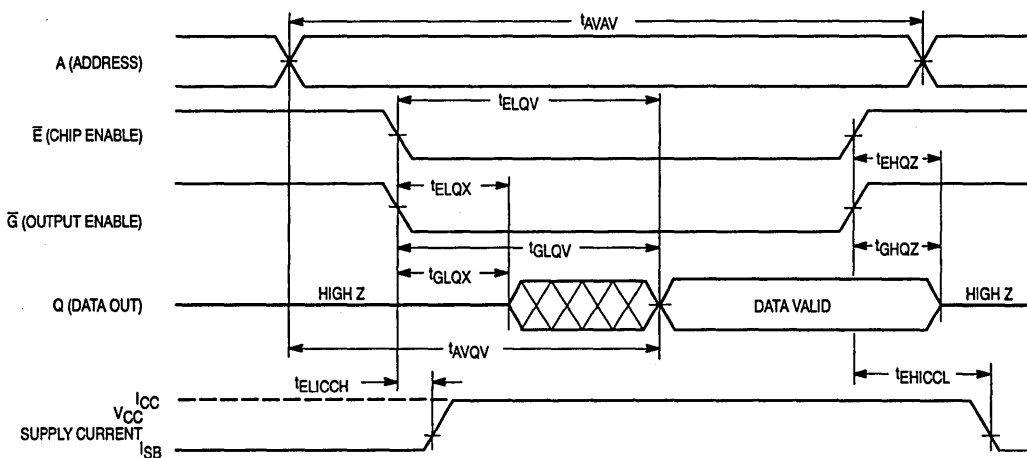 tAVAV
A (ADDRESS)
tELQV
E (CHIP ENABLE)
tEHQZ
tELQX
G (OUTPUT ENABLE)
tGLQV
tGHQZ
tGLQX
Q (DATA OUT)
HIGH Z
DATA VALID
HIGH Z
tAVQV
tELICCH
tEHICCL
ICC
VCC
SUPPLY CURRENT
ISB